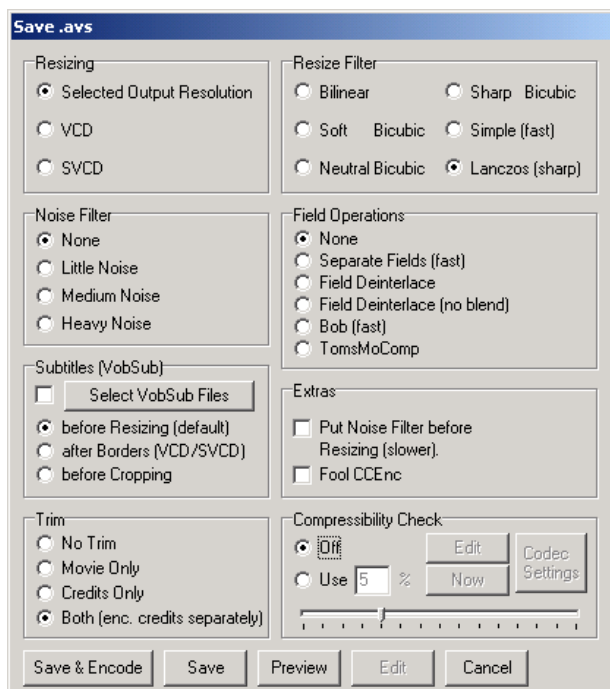 Save .avs
Resizing
Selected Output Resolution
VCD
SVCD
Resize Filter
Bilinear
Sharp Bicubic
Soft Bicubic
Simple (fast)
Neutral Bicubic
Lanczos (sharp)
Noise Filter
None
Little Noise
Medium Noise
Heavy Noise
Field Operations
None
Separate Fields (fast)
Field Deinterlace
Field Deinterlace (no blend)
Bob (fast)
TomsMoComp
Subtitles (VobSub)
Select VobSub Files
before Resizing (default)
after Borders (VCD/SVCD)
before Cropping
Extras
Put Noise Filter before
Resizing (slower).
Fool CCEnc
Trim
No Trim
Movie Only
Credits Only
Both (enc. credits separately)
Compressibility Check
Off
Edit
Use 5 %
Now
Codec
Settings
Save & Encode
Save
Preview
Edit
Cancel